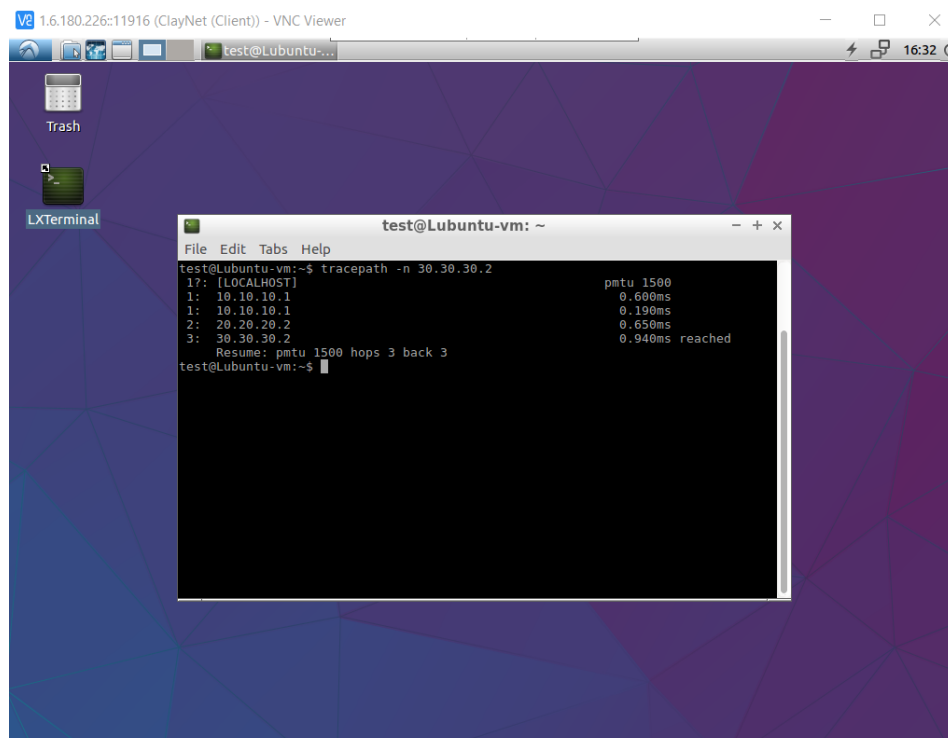 1.6.180.226::11916 (ClayNet (Client)) - VNC Viewer
test@Lubuntu-...
16:32
Trash
LXTerminal
test@Lubuntu-vm: ~
File Edit Tabs Help
test@Lubuntu-vm:~$ tracepath -n 30.30.30.2
1?: [LOCALHOST] pmtu 1500
1: 10.10.10.1 0.600ms
1: 10.10.10.1 0.190ms
2: 20.20.20.2 0.650ms
3: 30.30.30.2 0.940ms reached
Resume: pmtu 1500 hops 3 back 3
test@Lubuntu-vm:~$